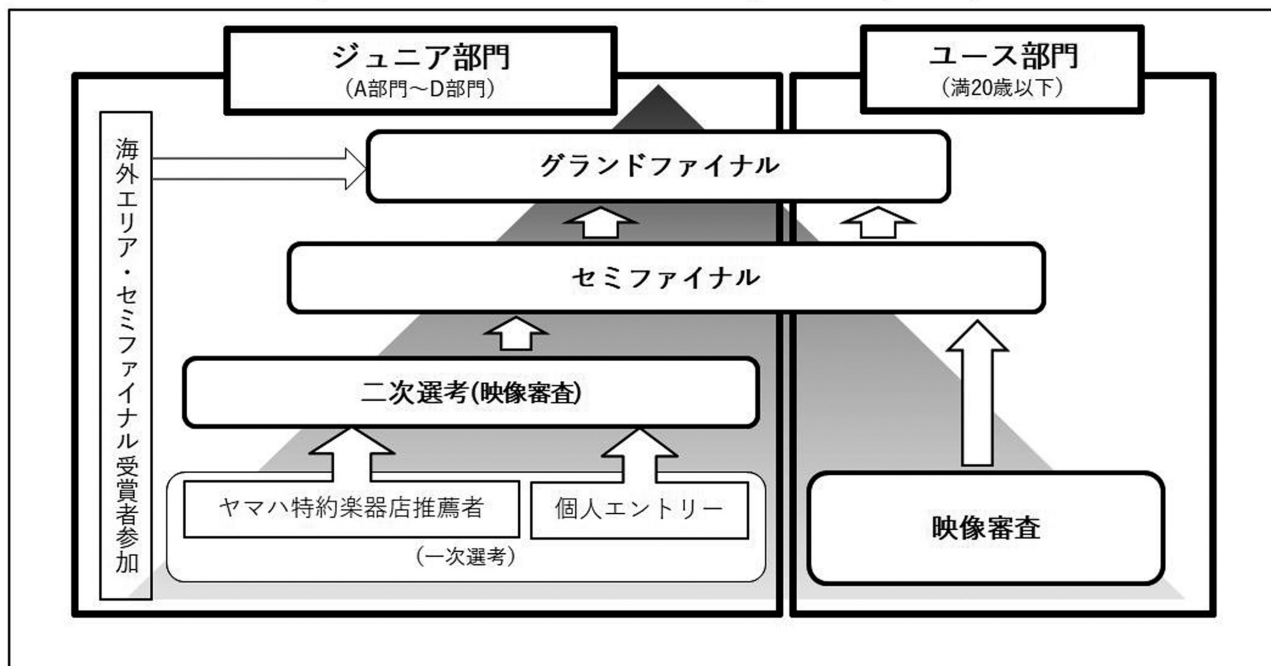 ジュニア部門
(A部門～D部門)
ユース部門
(満20歳以下)
海外エリア・セミファイナル受賞者参加
グランドファイナル
セミファイナル
二次選考(映像審査)
ヤマハ特約楽器店推薦者
個人エントリー
(一次選考)
映像審査